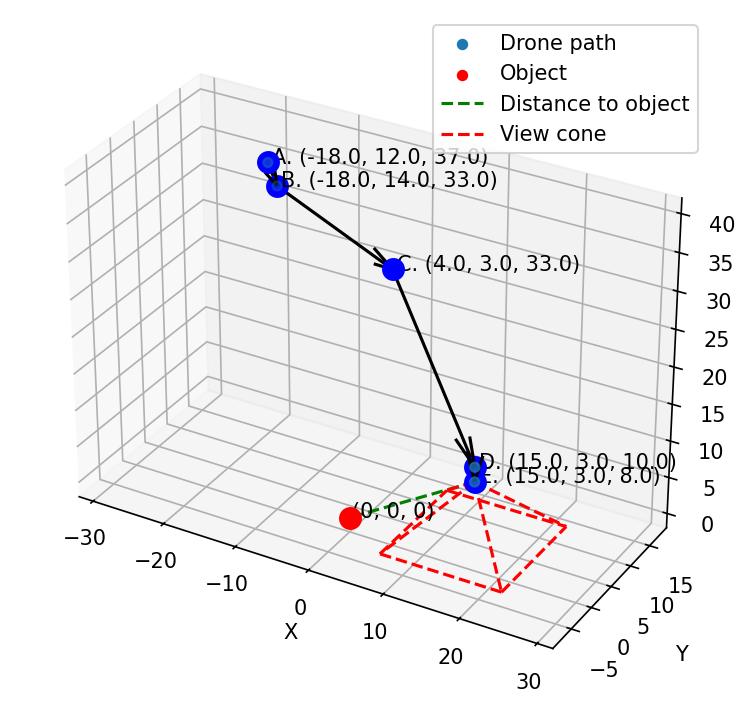 Drone path
Object
Distance to object
View cone
A. (-18.0, 12.0, 37.0)
B. (-18.0, 14.0, 33.0)
C. (4.0, 3.0, 33.0)
D. (15.0, 3.0, 10.0)
E. (15.0, 3.0, 8.0)
(0, 0, 0)
40
35
30
25
20
15
10
5
0
−30
−20
−10
0
10
20
30
X
15
10
5
0
−5
Y